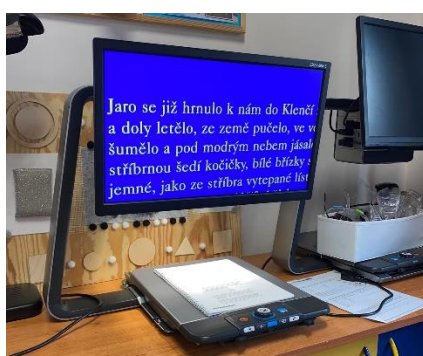 Jaro se již hrnulo k nám do Klenčí
a doly letělo, ze země pučelo, ve
šumělo a pod modrým nebem jásal
stříbrnou šedí kočičky, bílé břízky
jemné, jako ze stříbra vytepané líst